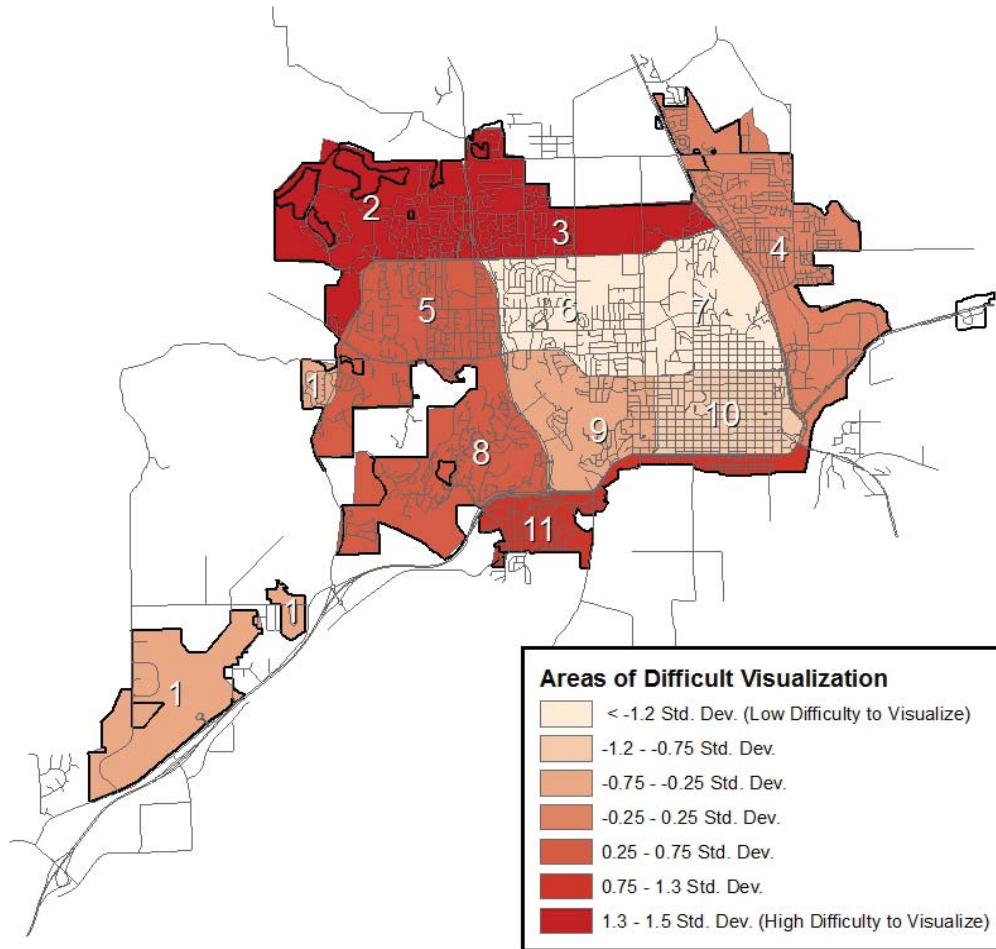 2
3
4
5
6
7
1
8
9
10
11
1
1
Areas of Difficult Visualization
< -1.2 Std. Dev. (Low Difficulty to Visualize)
-1.2 - -0.75 Std. Dev.
-0.75 - -0.25 Std. Dev.
-0.25 - 0.25 Std. Dev.
0.25 - 0.75 Std. Dev.
0.75 - 1.3 Std. Dev.
1.3 - 1.5 Std. Dev. (High Difficulty to Visualize)